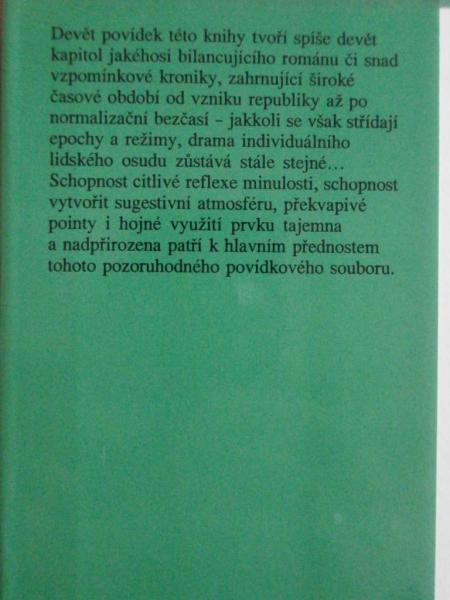 Devět povídek této knihy tvoří spíše devět
kapitol jakéhosi bilancujícího románu či snad
vzpomínkové kroniky, zahrnující široké
časové období od vzniku republiky až po
normalizační bezčasí – jakkoli se však střídají
epochy a režimy, drama individuálního
lidského osudu zůstává stále stejné...
Schopnost citlivé reflexe minulosti, schopnost
vytvořit sugestivní atmosféru, překvapivé
pointy i hojné využití prvku tajemna
a nadpřirozena patří k hlavním přednostem
tohoto pozoruhodného povídkového souboru.